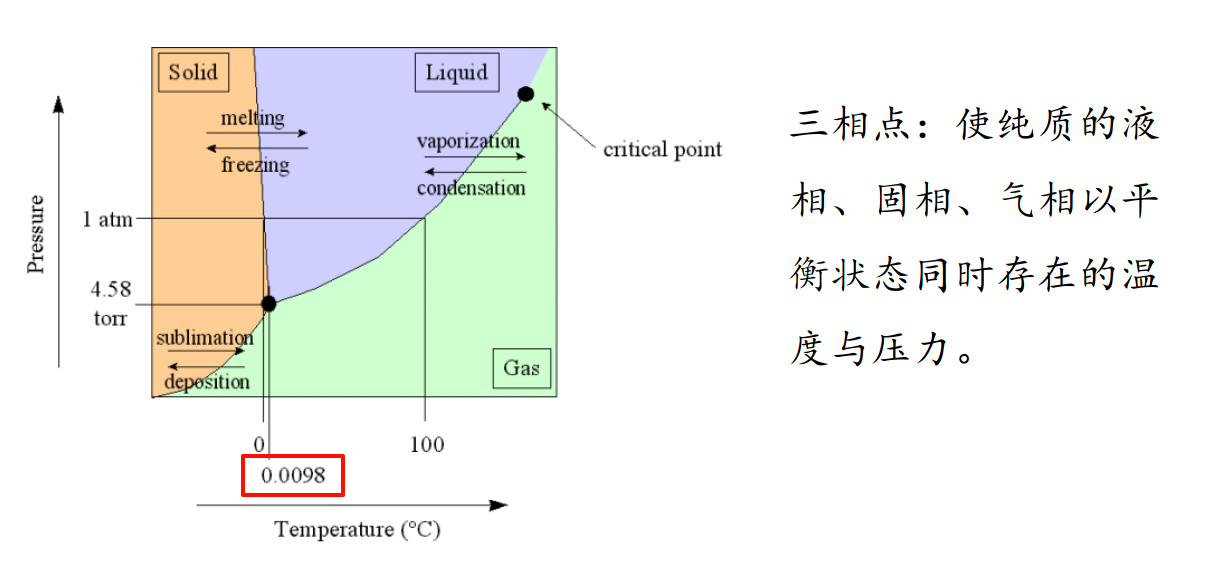 Solid
Liquid
melting
freezing
vaporization
condensation
critical point
1 atm
Pressure
4.58
torr
sublimation
deposition
Gas
0
100
0.0098
Temperature (°C)
三相点：使纯质的液
相、固相、气相以平
衡状态同时存在的温
度与压力。